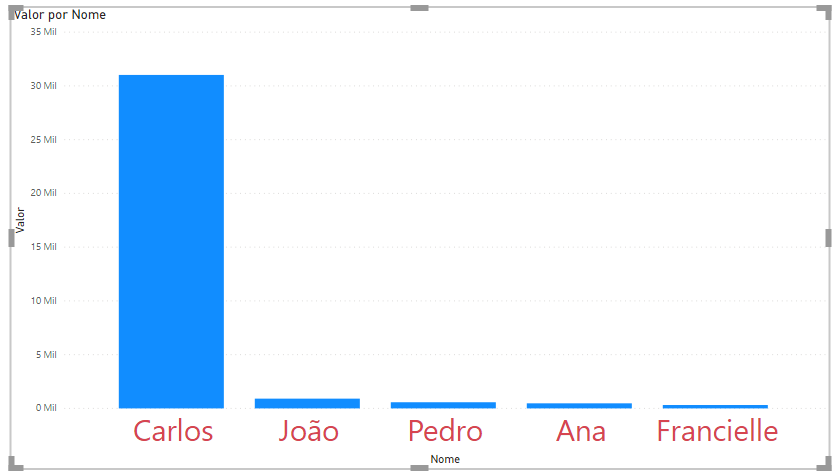 Valor por Nome
35 Mil
30 Mil
25 Mil
20 Mil
15 Mil
10 Mil
5 Mil
0 Mil
Valor
Carlos João Pedro Ana Francielle
Nome